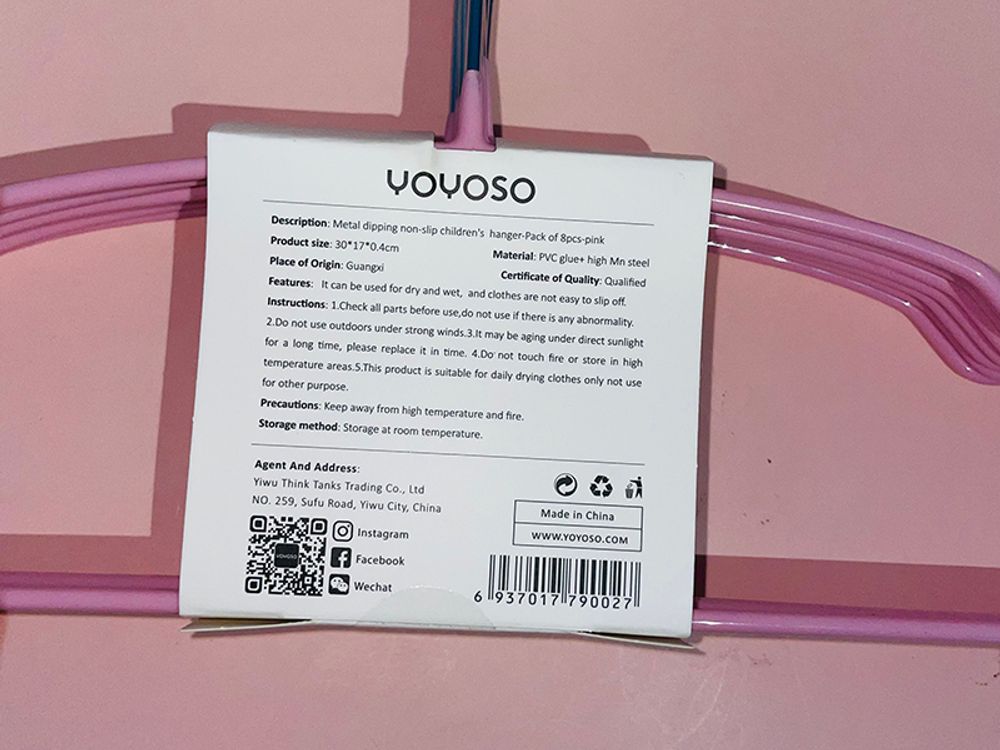 YOYOSO
Description: Metal dipping non-slip children's hanger-Pack of 8pcs-pink
Product size: 30*17*0.4cm
Material: PVC glue+ high Mn steel
Place of Origin: Guangxi
Certificate of Quality: Qualified
Features: It can be used for dry and wet, and clothes are not easy to slip off.
Instructions: 1.Check all parts before use,do not use if there is any abnormality.
2.Do not use outdoors under strong winds.3.It may be aging under direct sunlight
for a long time, please replace it in time. 4.Do not touch fire or store in high
temperature areas.5.This product is suitable for daily drying clothes only not use
for other purpose.
Precautions: Keep away from high temperature and fire.
Storage method: Storage at room temperature.
Agent And Address:
Yiwu Think Tanks Trading Co., Ltd
NO. 259, Sufu Road, Yiwu City, China
YOYOSO
Instagram
Facebook
Wechat
Made in China
WWW.YOYOSO.COM
6 937017 790027